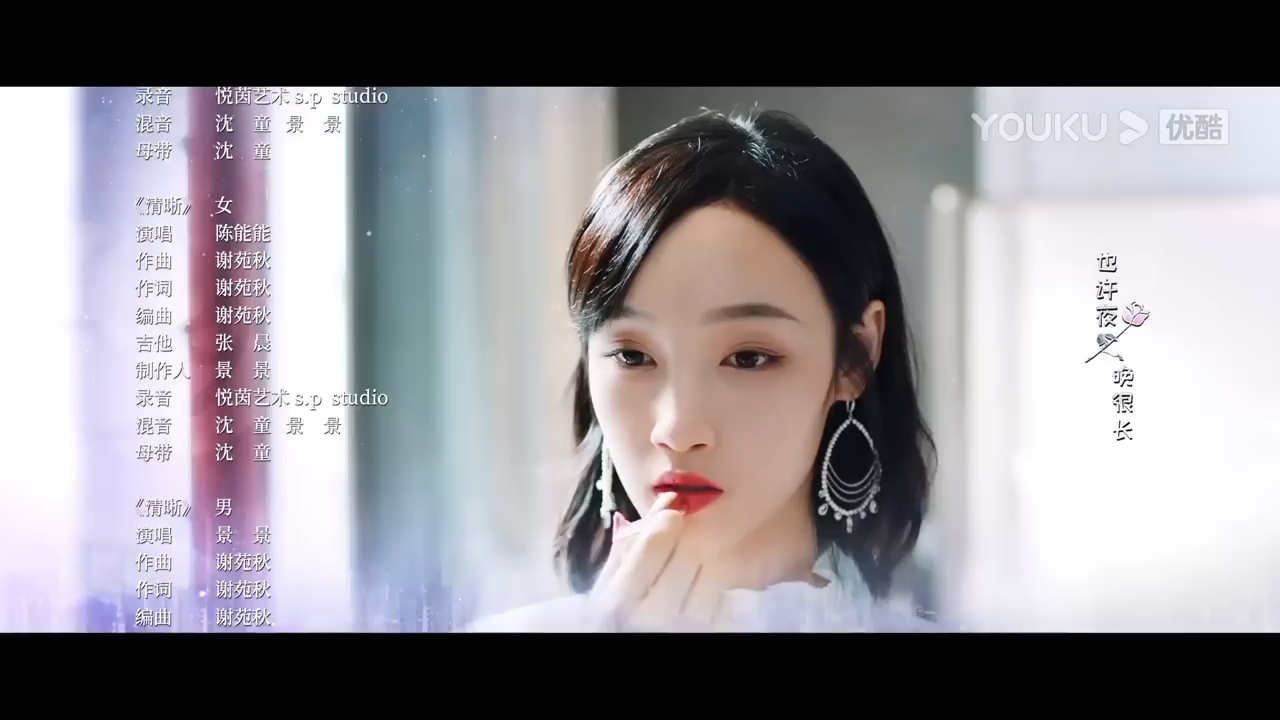 录音 悦茵艺术 s.p studio
混音 沈 童 景 景
母带 沈 童
《清晰》 女
演唱 陈能能
作曲 谢苑秋
作词 谢苑秋
编曲 谢苑秋
吉他 张 晨
制作人 景 景
录音 悦茵艺术 s.p studio
混音 沈 童 景 景
母带 沈 童
《清晰》 男
演唱 景 景
作曲 谢苑秋
作词 谢苑秋
编曲 谢苑秋
YOUKU 优酷
也许夜
晚很长